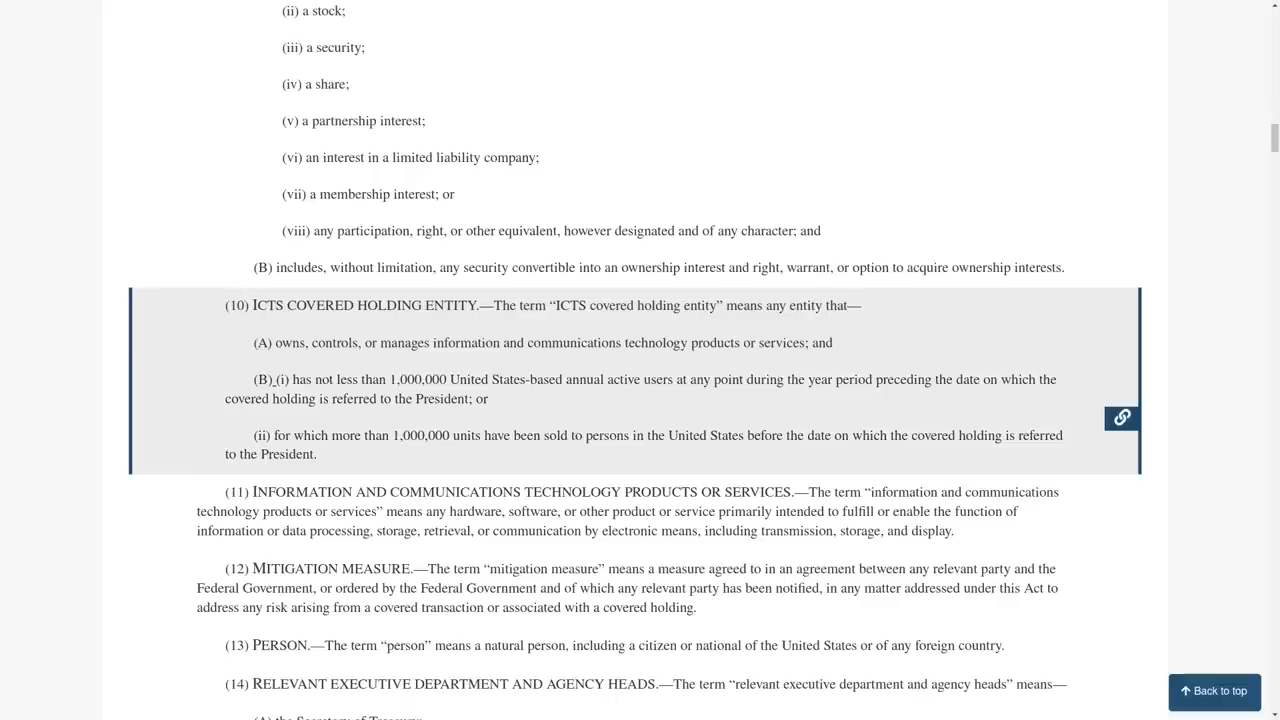 (ii) a stock;
(iii) a security;
(iv) a share;
(v) a partnership interest;
(vi) an interest in a limited liability company;
(vii) a membership interest; or
(viii) any participation, right, or other equivalent, however designated and of any character; and
(B) includes, without limitation, any security convertible into an ownership interest and right, warrant, or option to acquire ownership interests.
(10) ICTS COVERED HOLDING ENTITY.—The term “ICTS covered holding entity” means any entity that—
(A) owns, controls, or manages information and communications technology products or services; and
(B) (i) has not less than 1,000,000 United States-based annual active users at any point during the year period preceding the date on which the
covered holding is referred to the President; or
(ii) for which more than 1,000,000 units have been sold to persons in the United States before the date on which the covered holding is referred
to the President.
(11) INFORMATION AND COMMUNICATIONS TECHNOLOGY PRODUCTS OR SERVICES.—The term “information and communications
technology products or services” means any hardware, software, or other product or service primarily intended to fulfill or enable the function of
information or data processing, storage, retrieval, or communication by electronic means, including transmission, storage, and display.
(12) MITIGATION MEASURE.—The term “mitigation measure” means a measure agreed to in an agreement between any relevant party and the
Federal Government, or ordered by the Federal Government and of which any relevant party has been notified, in any matter addressed under this Act to
address any risk arising from a covered transaction or associated with a covered holding.
(13) PERSON.—The term “person” means a natural person, including a citizen or national of the United States or of any foreign country.
(14) RELEVANT EXECUTIVE DEPARTMENT AND AGENCY HEADS.—The term “relevant executive department and agency heads” means—
Back to top
(A) the Secretary of Treasury;